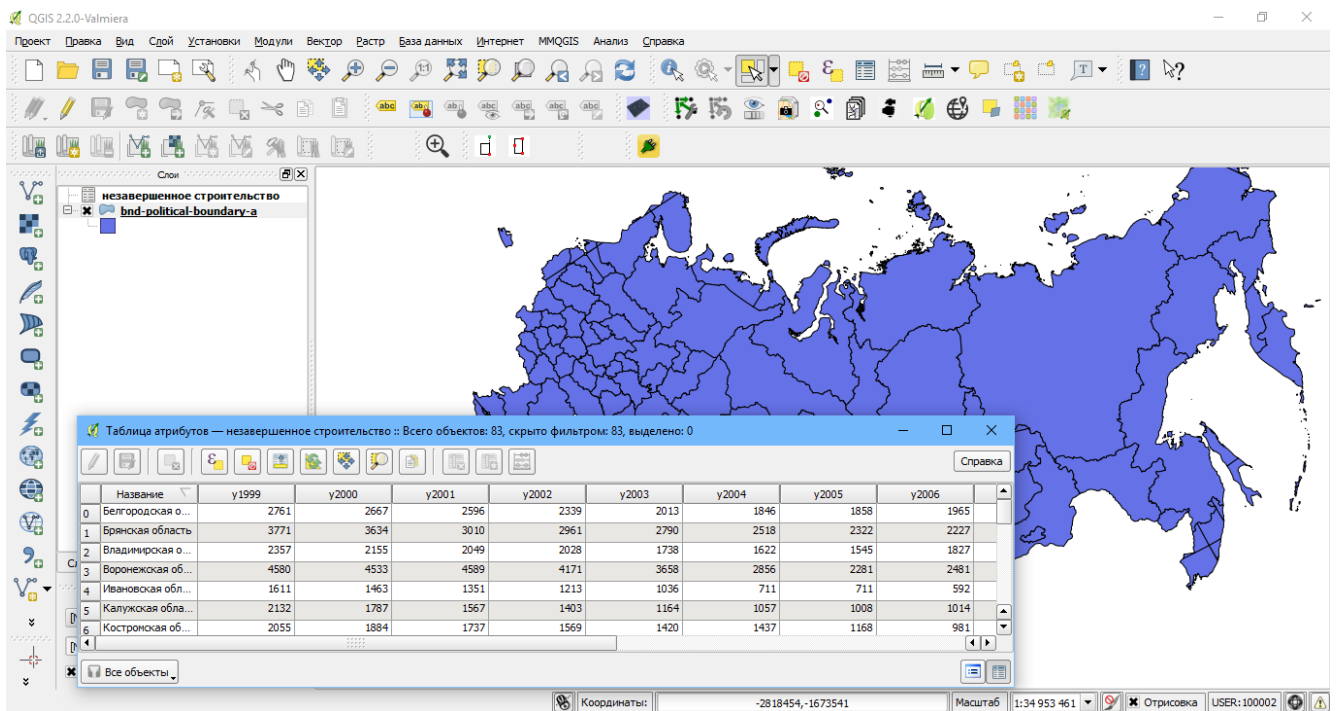 QGIS 2.2.0-Valmiera
Проект Правка Вид Слой Установки Модули Вектор Растр База данных Интернет MMQGIS Анализ Справка
Слои
незавершенное строительство
bnd-political-boundary-a
Таблица атрибутов — незавершенное строительство :: Всего объектов: 83, скрыто фильтром: 83, выделено: 0
Справка
Название y1999 y2000 y2001 y2002 y2003 y2004 y2005 y2006
0 Белгородская о... 2761 2667 2596 2339 2013 1846 1858 1965
1 Брянская область 3771 3634 3010 2961 2790 2518 2322 2227
2 Владимирская о... 2357 2155 2049 2028 1738 1622 1545 1827
3 Воронежская об... 4580 4533 4589 4171 3658 2856 2281 2481
4 Ивановская обл... 1611 1463 1351 1213 1036 711 711 592
5 Калужская обла... 2132 1787 1567 1403 1164 1057 1008 1014
6 Костромская об... 2055 1884 1737 1569 1420 1437 1168 981
Все объекты
Координаты: -2818454,-1673541 Масштаб 1:34 953 461 Отрисовка USER:100002